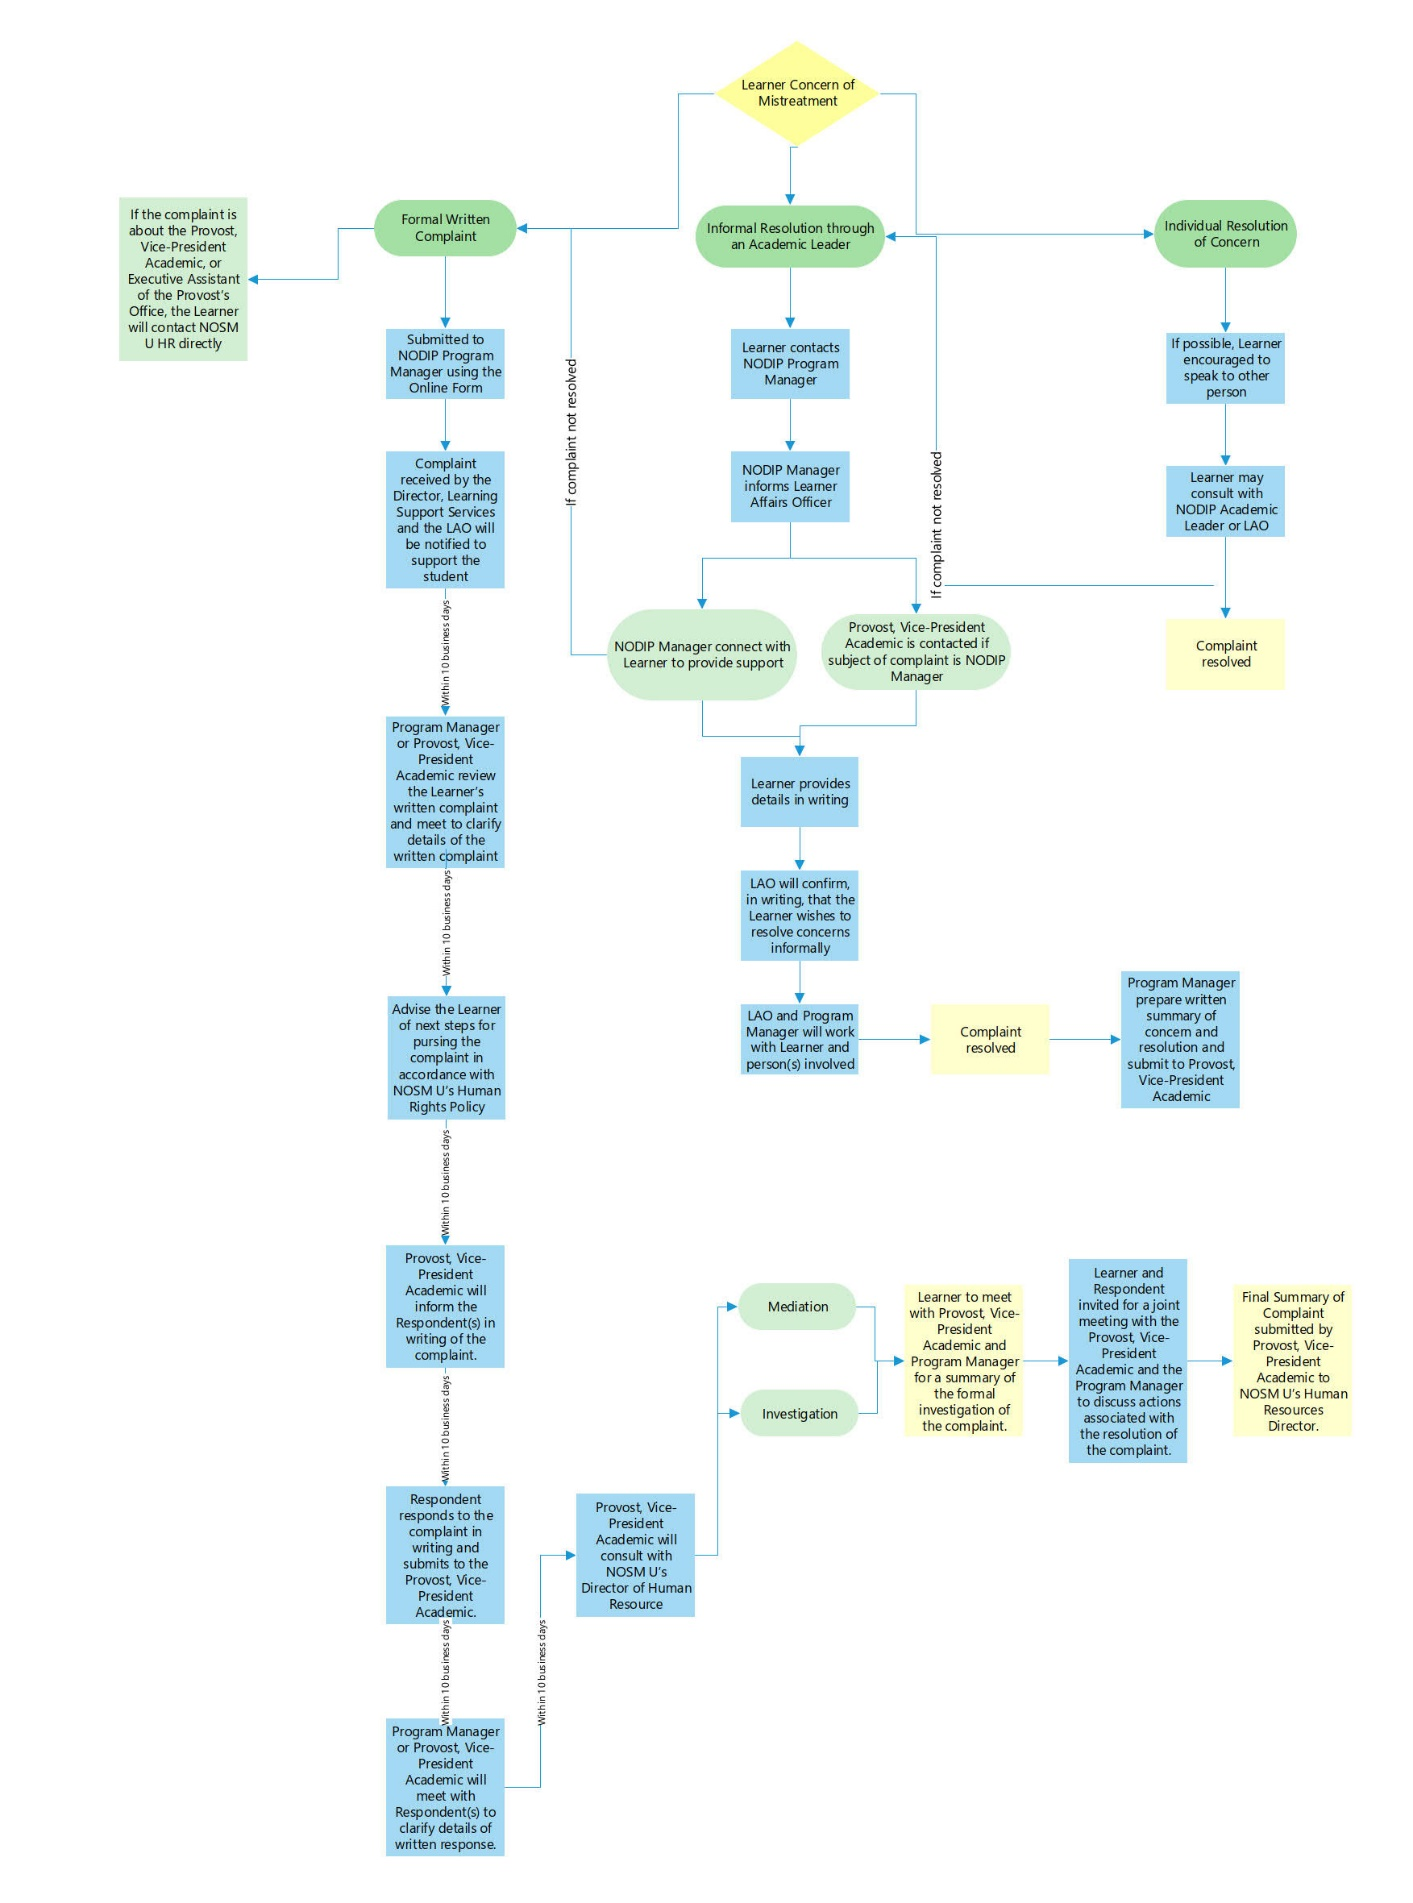 Learner Concern of
Mistreatment
If the complaint is
about the Provost,
Vice-President
Academic, or
Executive Assistant
of the Provost's
Office, the Learner
will contact NOSM
U HR directly
Formal Written
Complaint
Informal Resolution through
an Academic Leader
Individual Resolution
of Concern
Submitted to
NODIP Program
Manager using the
Online Form
Learner contacts
NODIP Program
Manager
If possible, Learner
encouraged to
speak to other
person
If complaint not resolved
Complaint
received by the
Director, Learning
Support Services
and the LAO will
be notified to
support the
student
NODIP Manager
informs Learner
Affairs Officer
If complaint not resolved
Learner may
consult with
NODIP Academic
Leader or LAO
Within 10 business days
NODIP Manager connect with
Learner to provide support
Provost, Vice-President
Academic is contacted if
subject of complaint is NODIP
Manager
Complaint
resolved
Program Manager
or Provost, Vice-
President
Academic review
the Learner's
written complaint
and meet to clarify
details of the
written complaint
Learner provides
details in writing
Within 10 business days
LAO will confirm,
in writing, that the
Learner wishes to
resolve concerns
informally
Advise the Learner
of next steps for
pursing the
complaint in
accordance with
NOSM U's Human
Rights Policy
LAO and Program
Manager will work
with Learner and
person(s) involved
Complaint
resolved
Program Manager
prepare written
summary of
concern and
resolution and
submit to Provost,
Vice-President
Academic
Within 10 business days
Provost, Vice-
President
Academic will
inform the
Respondent(s) in
writing of the
complaint.
Within 10 business days
Respondent
responds to the
complaint in
writing and
submits to the
Provost, Vice-
President
Academic.
Within 10 business days
Program Manager
or Provost, Vice-
President
Academic will
meet with
Respondent(s) to
clarify details of
written response.
Within 10 business days
Provost, Vice-
President
Academic will
consult with
NOSM U's
Director of Human
Resource
Mediation
Investigation
Learner to meet
with Provost, Vice-
President
Academic and
Program Manager
for a summary of
the formal
investigation of
the complaint.
Learner and
Respondent
invited for a joint
meeting with the
Provost, Vice-
President
Academic and the
Program Manager
to discuss actions
associated with
the resolution of
the complaint.
Final Summary of
Complaint
submitted by
Provost, Vice-
President
Academic to
NOSM U's Human
Resources
Director.